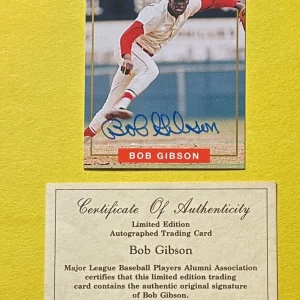 Bob Gibson
BOB GIBSON
Certificate Of Authenticity
Limited Edition
Autographed Trading Card
Bob Gibson
Major League Baseball Players Alumni Association
certifies that this limited edition trading
card contains the authentic original signature
of Bob Gibson.